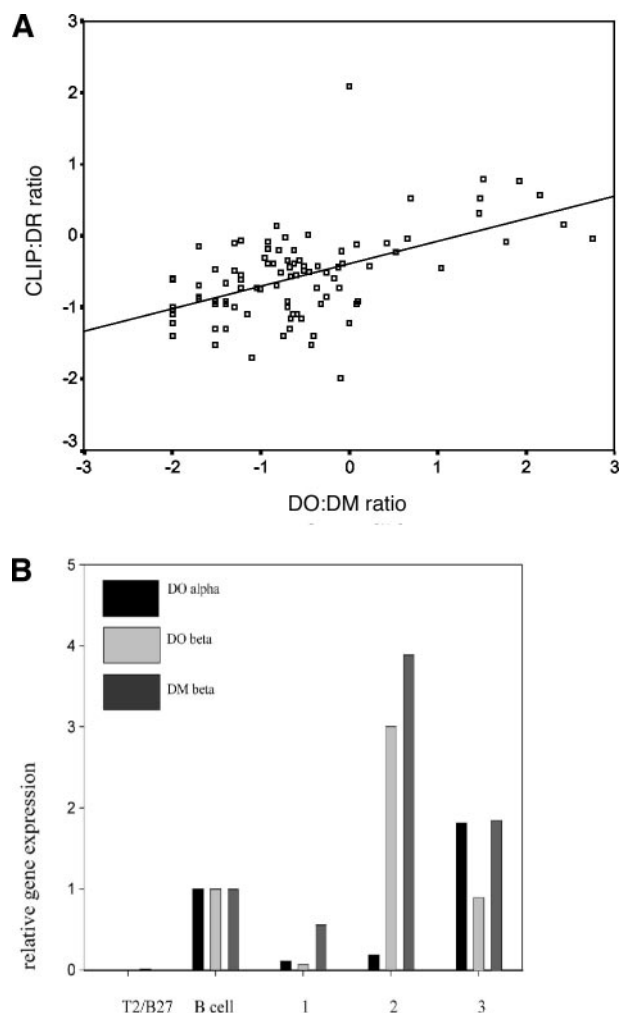 A
3
2
1
0
-1
-2
-3
CLIP:DR ratio
-3 -2 -1 0 1 2 3
DO:DM ratio
B
5
4
3
2
1
0
relative gene expression
DO alpha
DO beta
DM beta
T2/B27 B cell 1 2 3